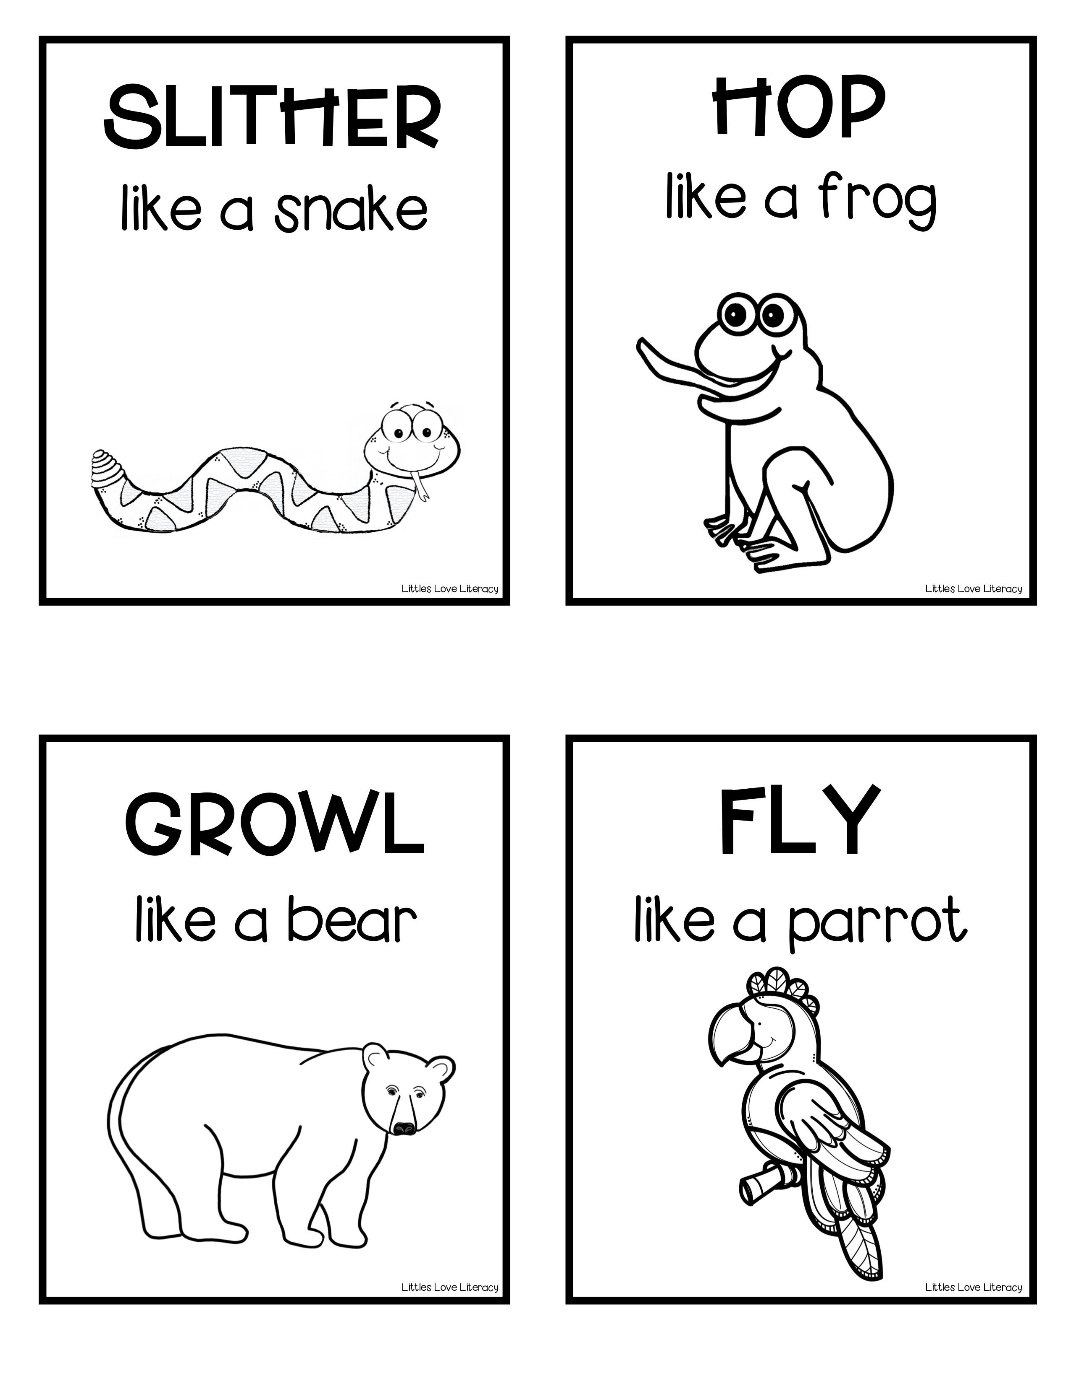 SLITHER
like a snake
Littles Love Literacy
HOP
like a frog
Littles Love Literacy
GROWL
like a bear
Littles Love Literacy
FLY
like a parrot
Littles Love Literacy